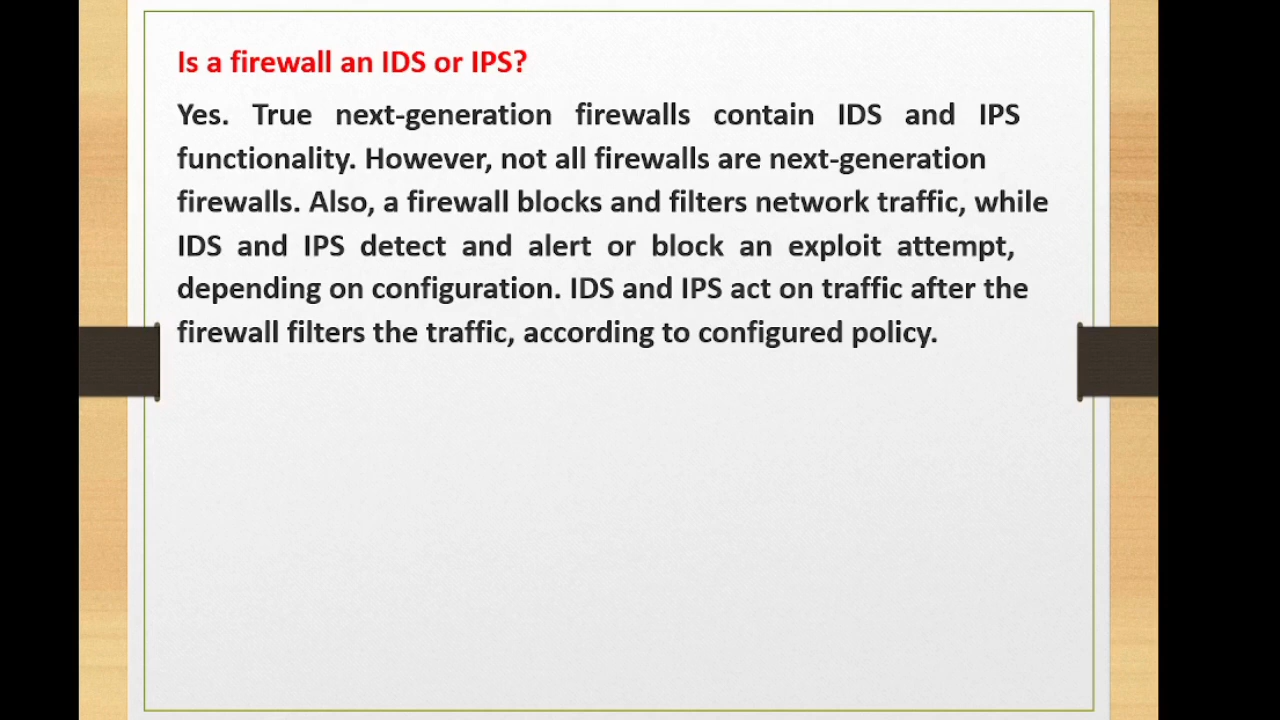 Is a firewall an IDS or IPS?
Yes. True next-generation firewalls contain IDS and IPS
functionality. However, not all firewalls are next-generation
firewalls. Also, a firewall blocks and filters network traffic, while
IDS and IPS detect and alert or block an exploit attempt,
depending on configuration. IDS and IPS act on traffic after the
firewall filters the traffic, according to configured policy.